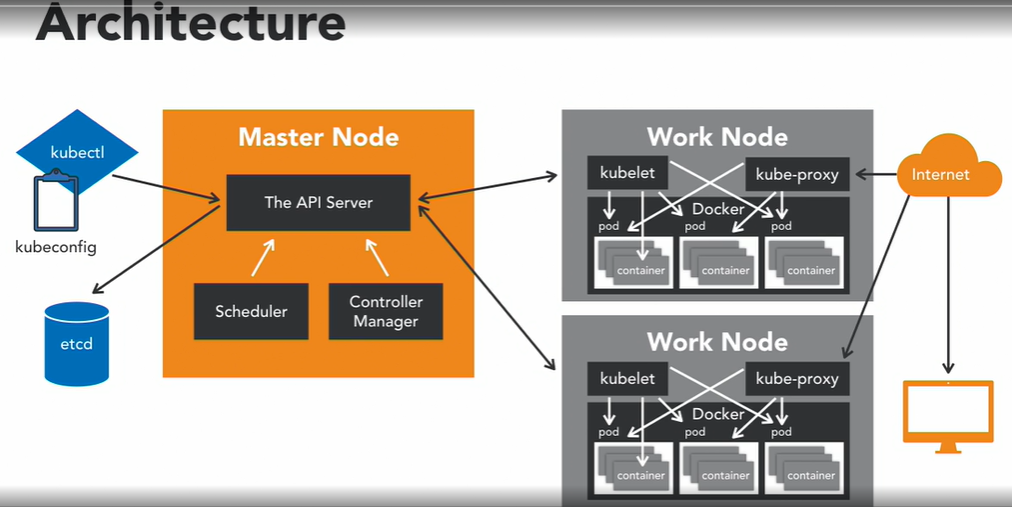 Architecture
kubectl
kubeconfig
etcd
Master Node
The API Server
Scheduler
Controller
Manager
Work Node
kubelet
kube-proxy
Docker
pod
pod
pod
container
container
container
Work Node
kubelet
kube-proxy
Docker
pod
pod
pod
container
container
container
Internet